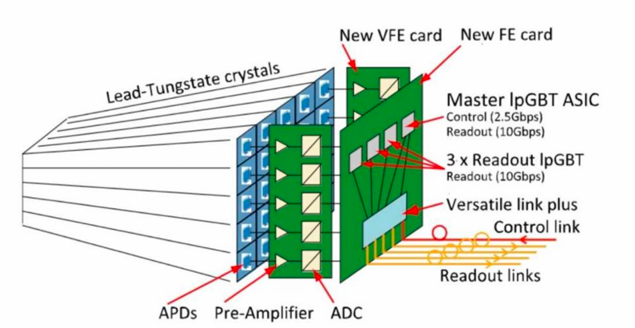 New VFE card
New FE card
Lead-Tungstate crystals
Master lpGBT ASIC
Control (2.5Gbps)
Readout (10Gbps)
3 x Readout lpGBT
Readout (10Gbps)
Versatile link plus
Control link
Readout links
APDs
Pre-Amplifier
ADC